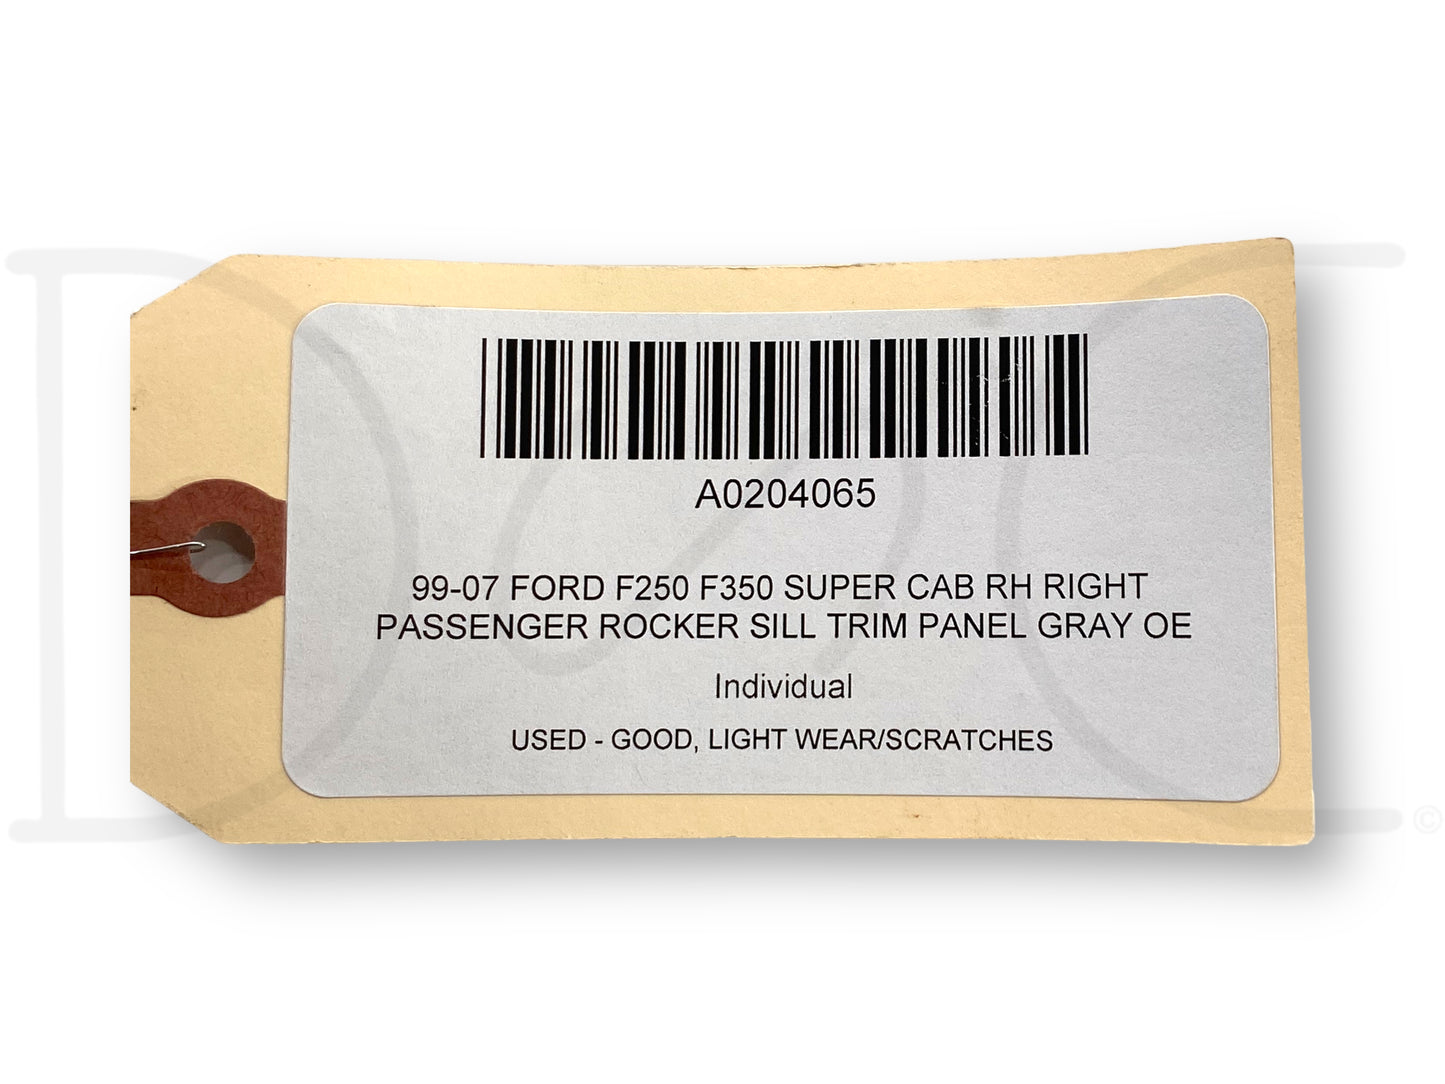 A0204065
99-07 FORD F250 F350 SUPER CAB RH RIGHT
PASSENGER ROCKER SILL TRIM PANEL GRAY OE
Individual
USED - GOOD, LIGHT WEAR/SCRATCHES
©